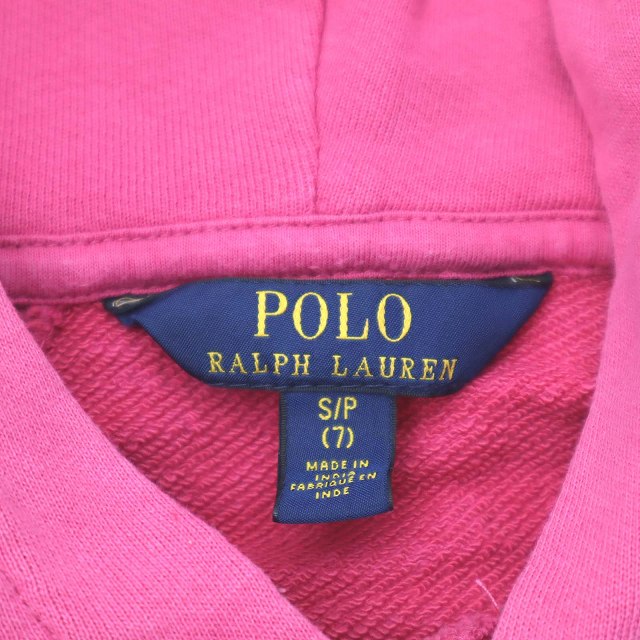 POLO
RALPH LAUREN
S/P
(7)
MADE IN
INDIA
FABRIQUÉ EN
INDE